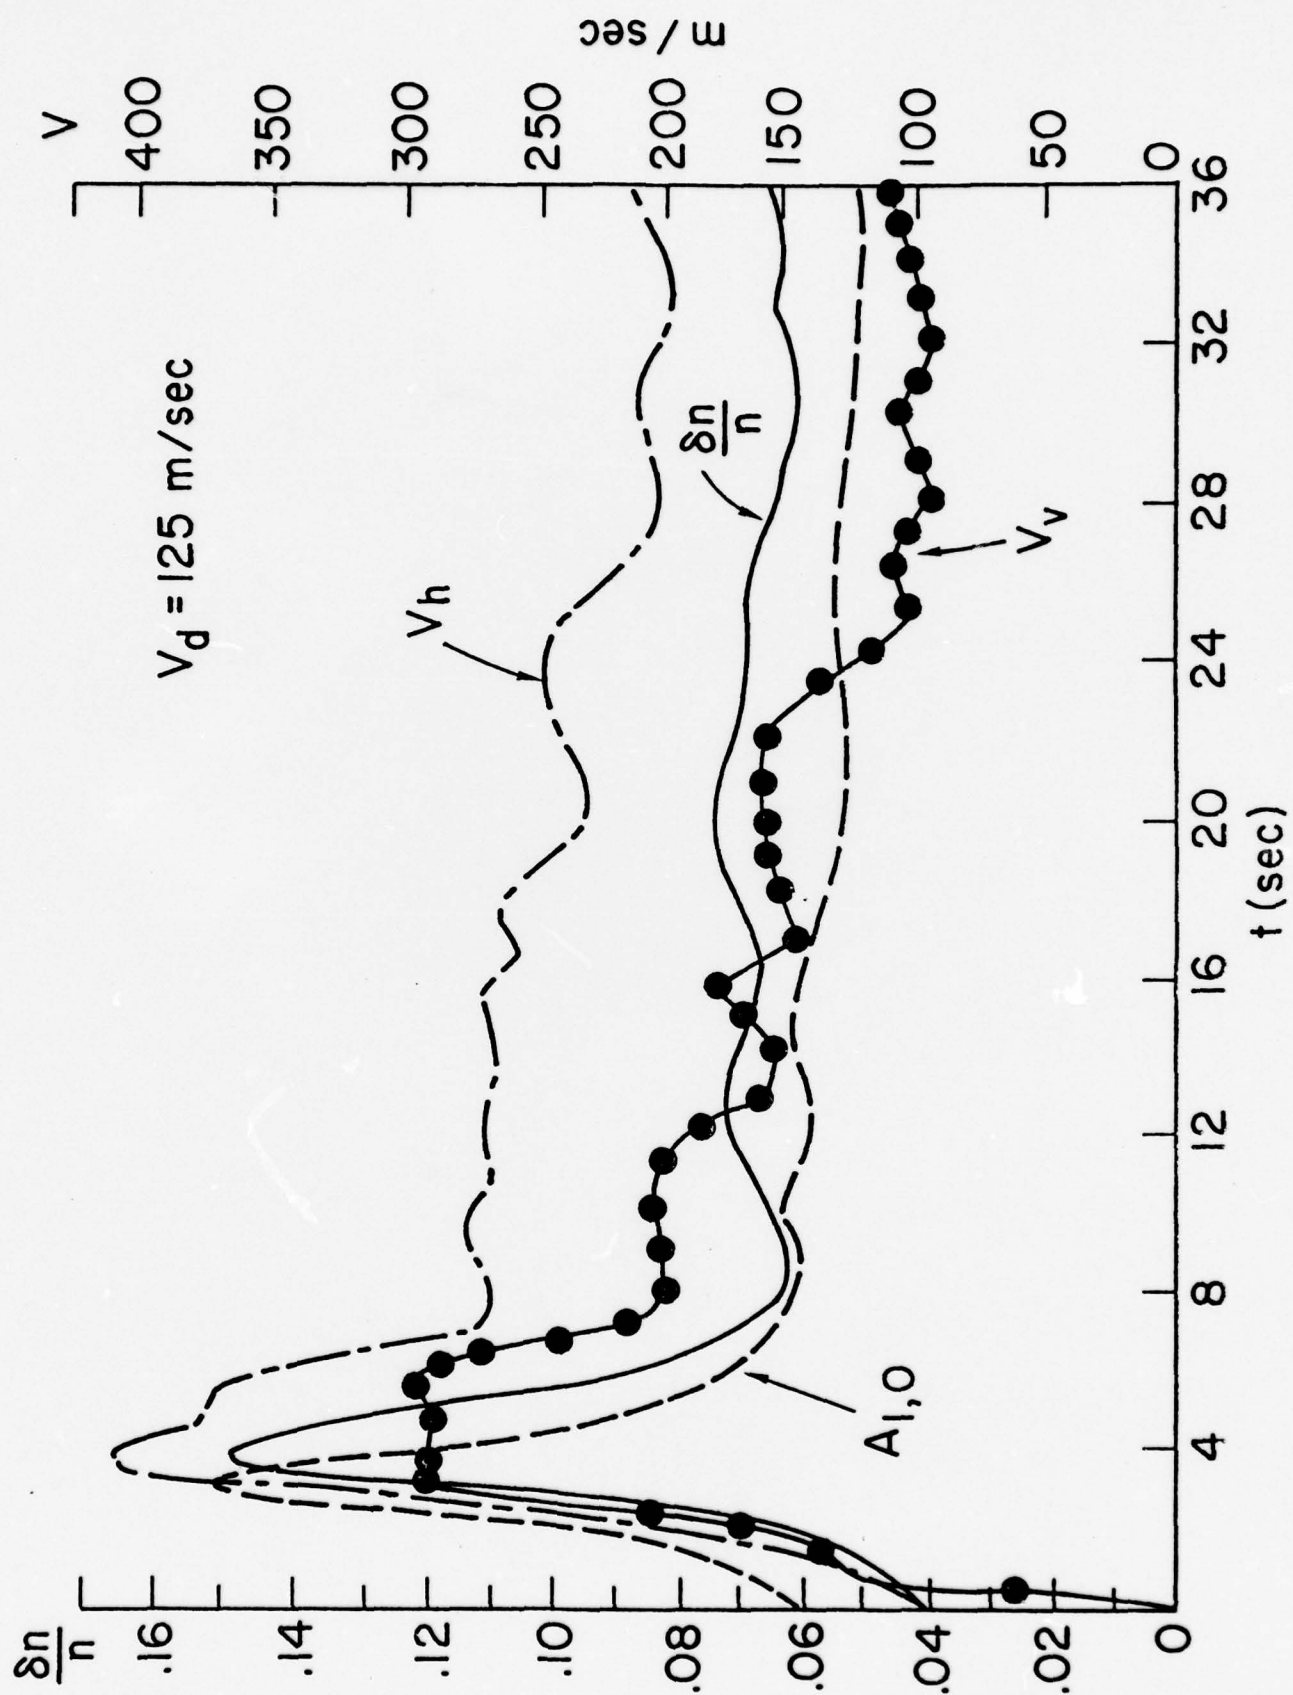 δn
n
.16
.14
.12
.10
.08
.06
.04
.02
0
V
400
350
300
250
200
150
100
50
0
m/sec
V_d = 125 m/sec
V_h
δn
n
V_v
A_1,0
4
8
12
16
20
24
28
32
36
t (sec)